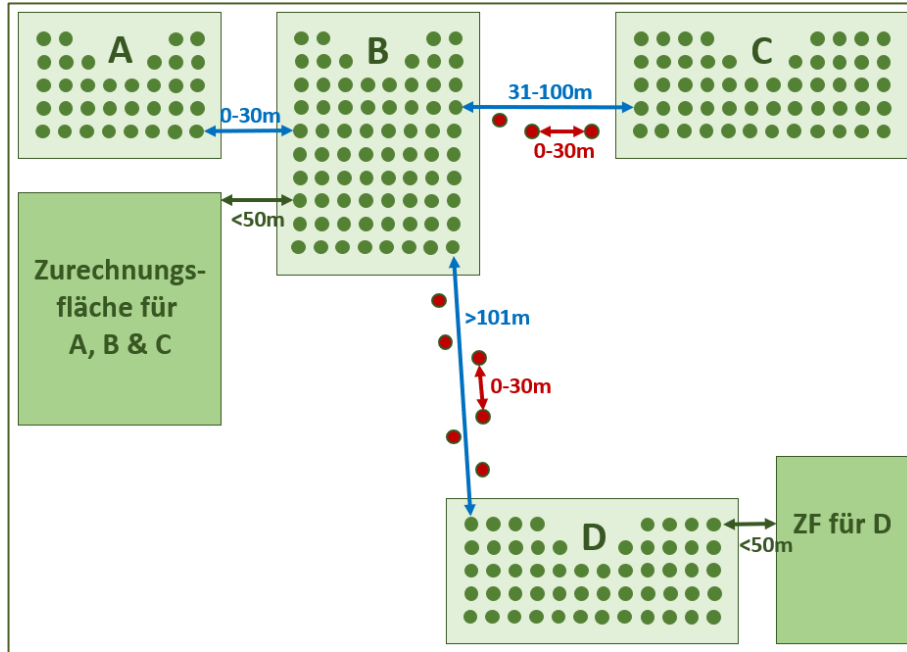 A
B
C
0-30m
31-100m
0-30m
<50m
Zurechnungs-
fläche für
A, B & C
>101m
0-30m
D
<50m
ZF für D